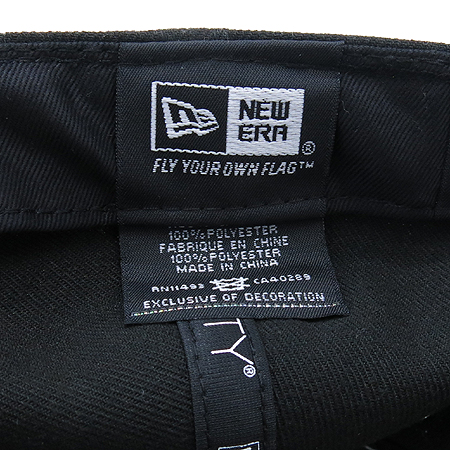 NEW
ERA®
FLY YOUR OWN FLAG™
100% POLYESTER
FABRIQUE EN CHINE
100% POLYESTER
MADE IN CHINA
RN11493 CA40289
EXCLUSIVE OF DECORATION
TY®